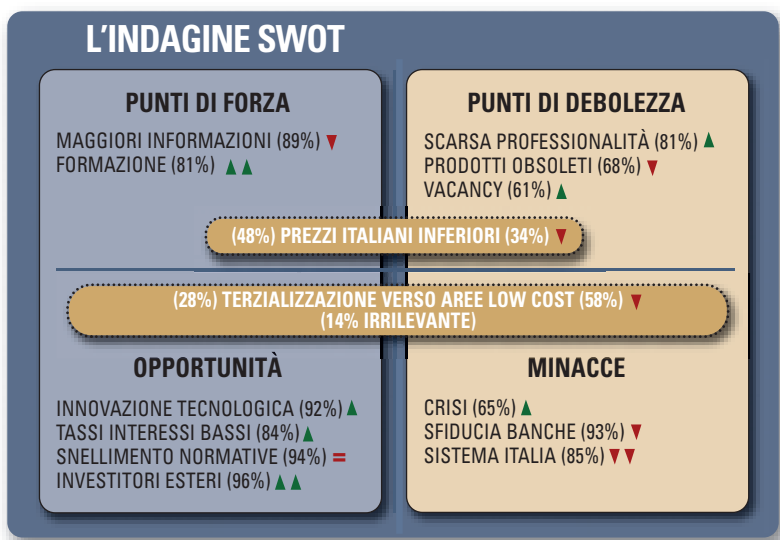 L'INDAGINE SWOT
PUNTI DI FORZA
MAGGIORI INFORMAZIONI (89%) ▼
FORMAZIONE (81%) ▲ ▲
PUNTI DI DEBOLEZZA
SCARSA PROFESSIONALITÀ (81%) ▲
PRODOTTI OBSOLETI (68%) ▼
VACANCY (61%) ▲
(48%) PREZZI ITALIANI INFERIORI (34%) ▼
(28%) TERZIALIZZAZIONE VERSO AREE LOW COST (58%) ▼
(14% IRRILEVANTE)
OPPORTUNITÀ
INNOVAZIONE TECNOLOGICA (92%) ▲
TASSI INTERESSI BASSI (84%) ▲
SNELLIMENTO NORMATIVE (94%) =
INVESTITORI ESTERI (96%) ▲ ▲
MINACCE
CRISI (65%) ▲
SFIDUCIA BANCHE (93%) ▼
SISTEMA ITALIA (85%) ▼ ▼